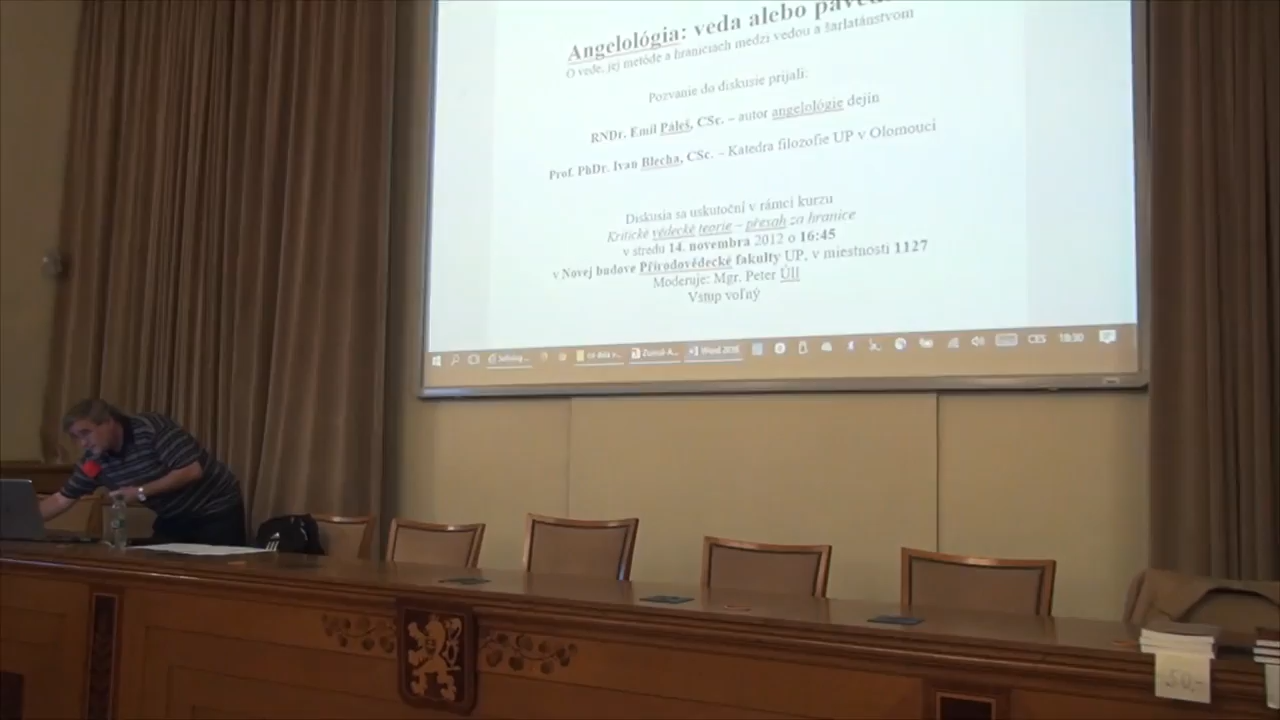 Angelológia: veda alebo
O vede, jej metóde a hraniciach medzi vedou a šarlatánstvom
Pozvanie do diskusie prijali:
RNDr. Emil Páleš, CSc. – autor angelológie dejín
Prof. PhDr. Ivan Blecha, CSc. – Katedra filozofie UP v Olomouci
Diskusia sa uskutoční v rámci kurzu
Kritické vědecké teorie – přesah za hranice
v stredu 14. novembra 2012 o 16:45
v Novej budove Přírodovědecké fakulty UP, v miestnosti 1127
Moderuje: Mgr. Peter Üll
Vstup voľný
CES 18:30
50,-